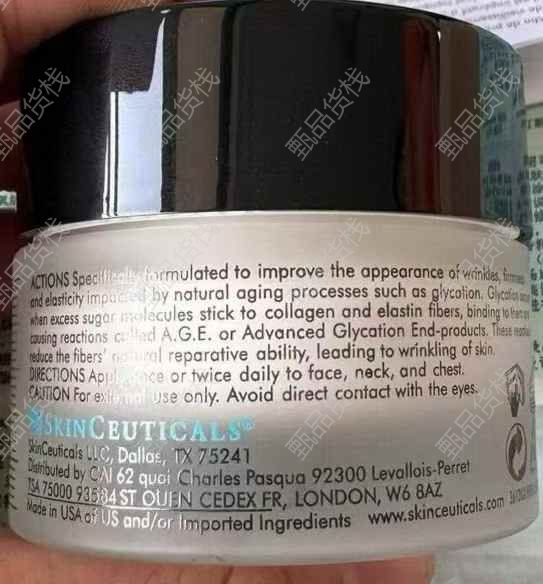 ACTIONS Specifically formulated to improve the appearance of wrinkles, firmness
and elasticity impacted by natural aging processes such as glycation. Glycation
when excess sugar molecules stick to collagen and elastin fibers, binding to them
causing reactions called A.G.E. or Advanced Glycation End-products. These
reduce the fibers' natural reparative ability, leading to wrinkling of skin.
DIRECTIONS Apply once or twice daily to face, neck, and chest.
CAUTION For external use only. Avoid direct contact with the eyes.
SKINCEUTICALS®
SkinCeuticals LLC, Dallas, TX 75241
Distributed by CAI 62 quai Charles Pasqua 92300 Levallois-Perret
TSA 75000 93584 ST OUEN CEDEX FR, LONDON, W6 8AZ
Made in USA of US and/or Imported Ingredients www.skinceuticals.com
甄品货栈